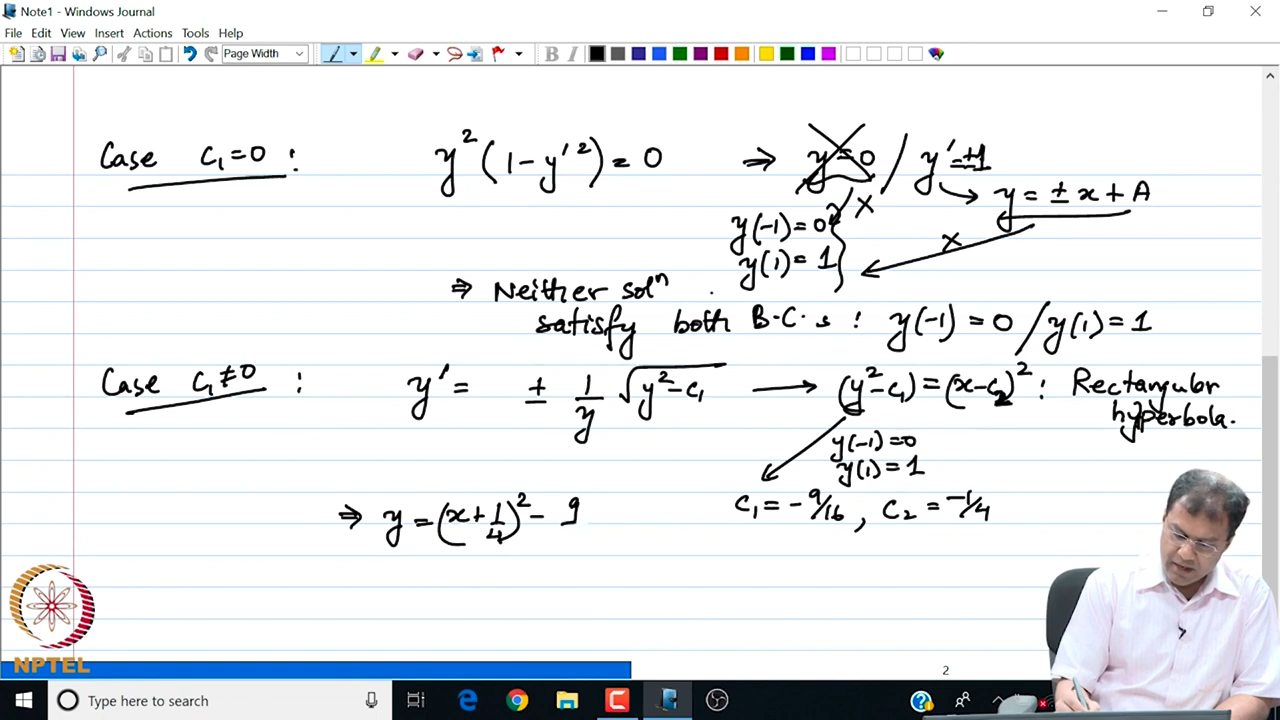 Note1 - Windows Journal
File Edit View Insert Actions Tools Help
Page Width
B I
Case c₁=0 : y²(1-y'²)=0 ⇒ y=0 / y'=±1
→ y = ± x + A
y(-1)=0
y(1)=1
x
x
⇒ Neither solⁿ
satisfy both B.C.s : y(-1)=0 / y(1)=1
Case c₁≠0 : y' = ± 1/y √(y²-c₁) → (y²-c₁)=(x-c₂)² : Rectangular
hyperbola.
y(-1)=0
y(1)=1
c₁ = -9/16 , c₂ = -1/4
⇒ y = (x+1/4)² - 9
NPTEL
2
Type here to search